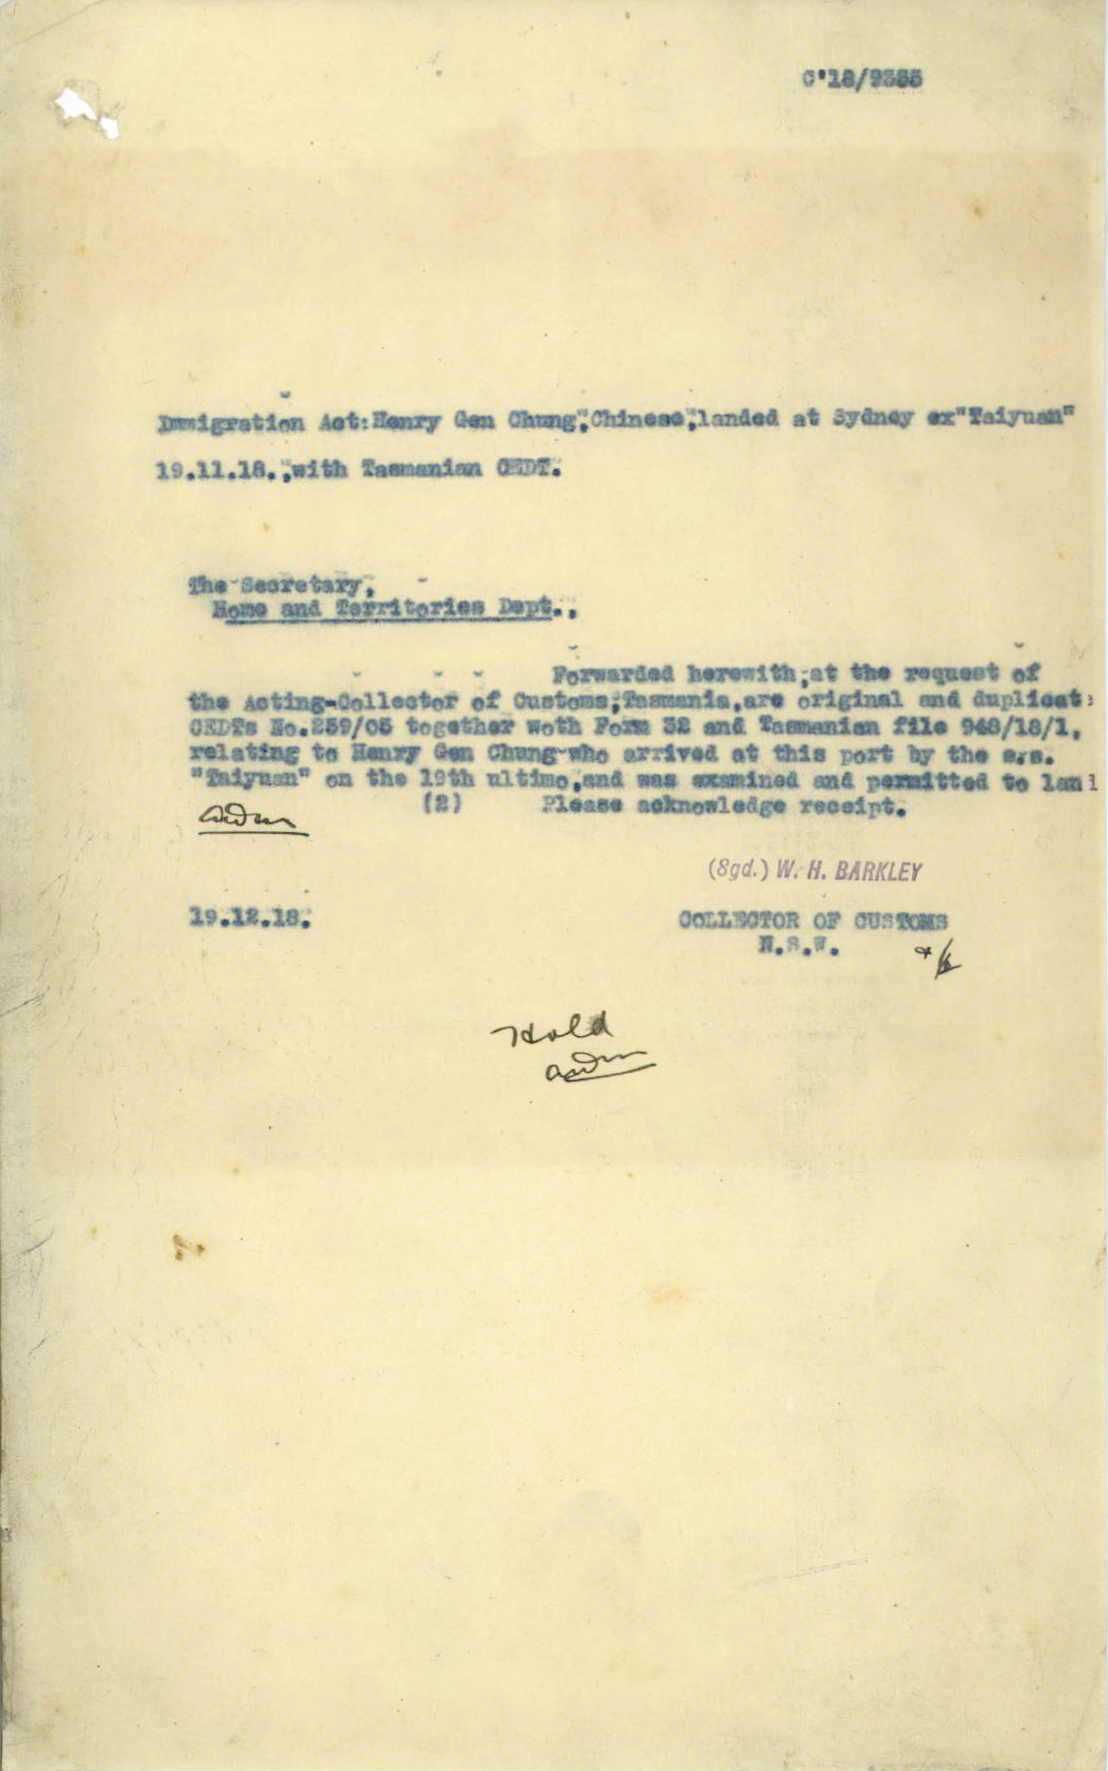 C'18/9355
Immigration Act: Henry Gen Chung, "Chinese," landed at Sydney ex "Taiyuan"
19.11.18., with Tasmanian CEDT.
The Secretary,
Home and Territories Dept.,
Forwarded herewith, at the request of
the Acting-Collector of Customs, Tasmania, are original and duplicat
CEDTs No.259/05 together woth Form 32 and Tasmanian file 948/18/1,
relating to Henry Gen Chung who arrived at this port by the s.s.
"Taiyuan" on the 19th ultimo, and was examined and permitted to land
(2) Please acknowledge receipt.
(Sgd.) W. H. BARKLEY
19.12.18.
COLLECTOR OF CUSTOMS
N.S.W.
Hold